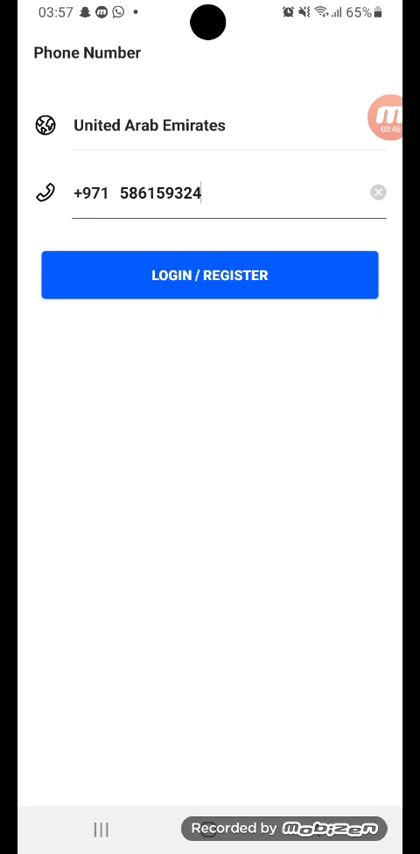 03:57
65%
Phone Number
United Arab Emirates
03:46
+971 586159324
LOGIN / REGISTER
Recorded by mobizen